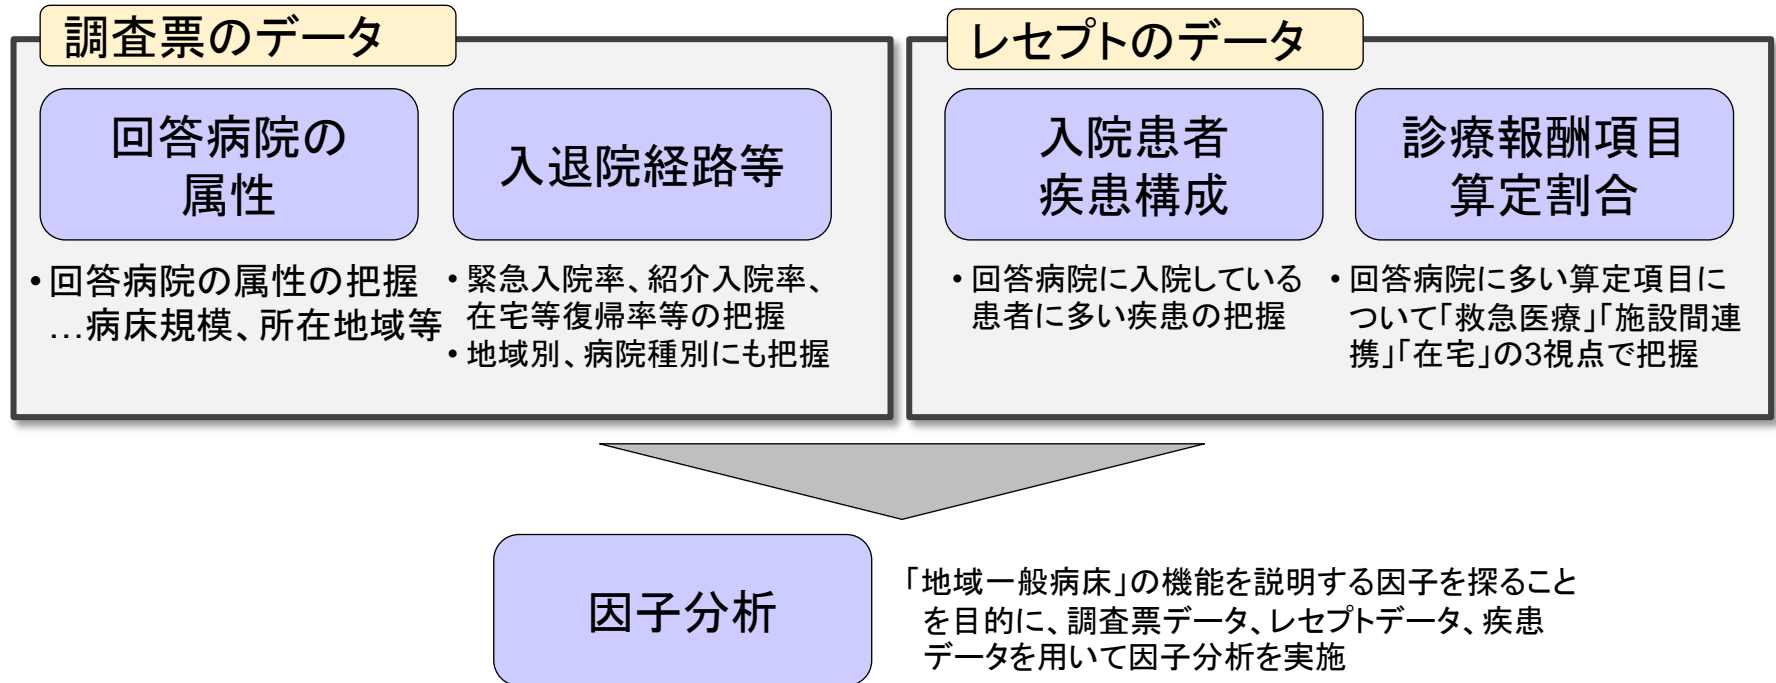 調査票のデータ
回答病院の
属性
入退院経路等
• 回答病院の属性の把握
…病床規模、所在地域等
• 緊急入院率、紹介入院率、
在宅等復帰率等の把握
• 地域別、病院種別にも把握
レセプトのデータ
入院患者
疾患構成
診療報酬項目
算定割合
• 回答病院に入院している
患者に多い疾患の把握
• 回答病院に多い算定項目に
ついて「救急医療」「施設間連
携」「在宅」の3視点で把握
因子分析
「地域一般病床」の機能を説明する因子を探ること
を目的に、調査票データ、レセプトデータ、疾患
データを用いて因子分析を実施